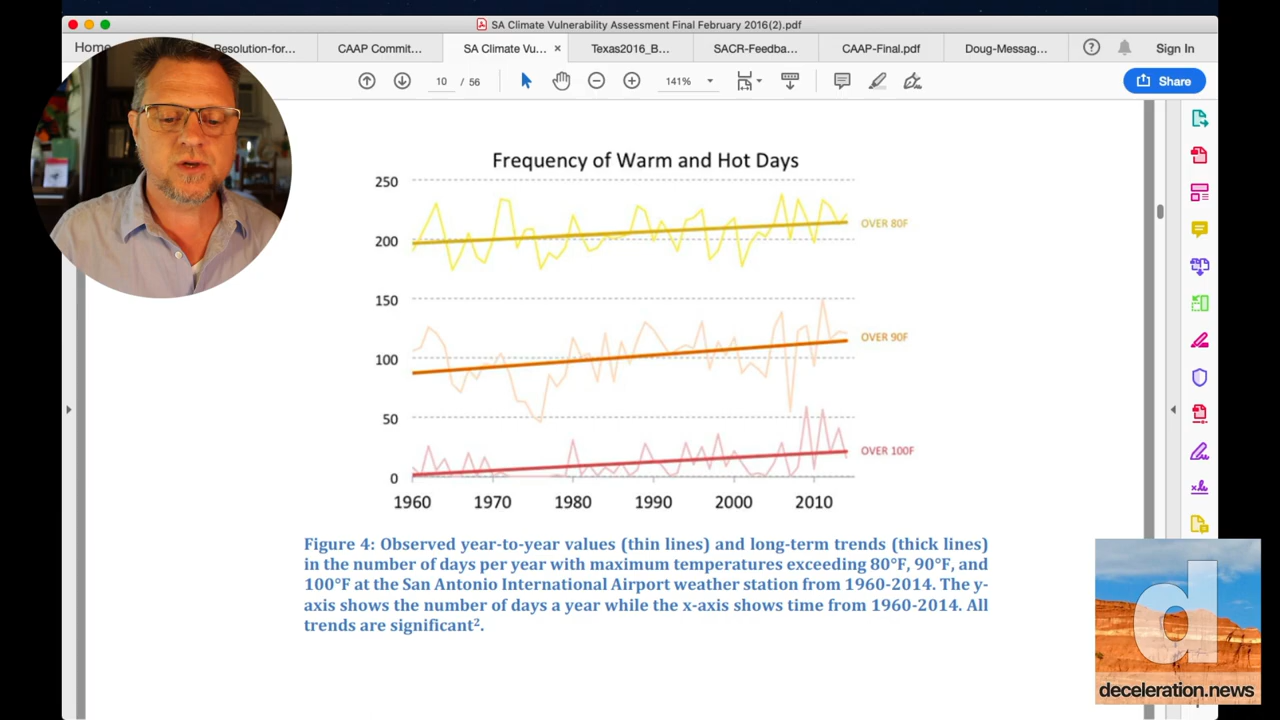 SA Climate Vulnerability Assessment Final February 2016(2).pdf
Home
Resolution-for...
CAAP Commit...
SA Climate Vu...
Texas2016_B...
SACR-Feedba...
CAAP-Final.pdf
Doug-Messag...
Sign In
10 / 56
141%
Share
Frequency of Warm and Hot Days
250
200
150
100
50
0
OVER 80F
OVER 90F
OVER 100F
1960 1970 1980 1990 2000 2010
Figure 4: Observed year-to-year values (thin lines) and long-term trends (thick lines)
in the number of days per year with maximum temperatures exceeding 80°F, 90°F, and
100°F at the San Antonio International Airport weather station from 1960-2014. The y-
axis shows the number of days a year while the x-axis shows time from 1960-2014. All
trends are significant².
d
deceleration.news